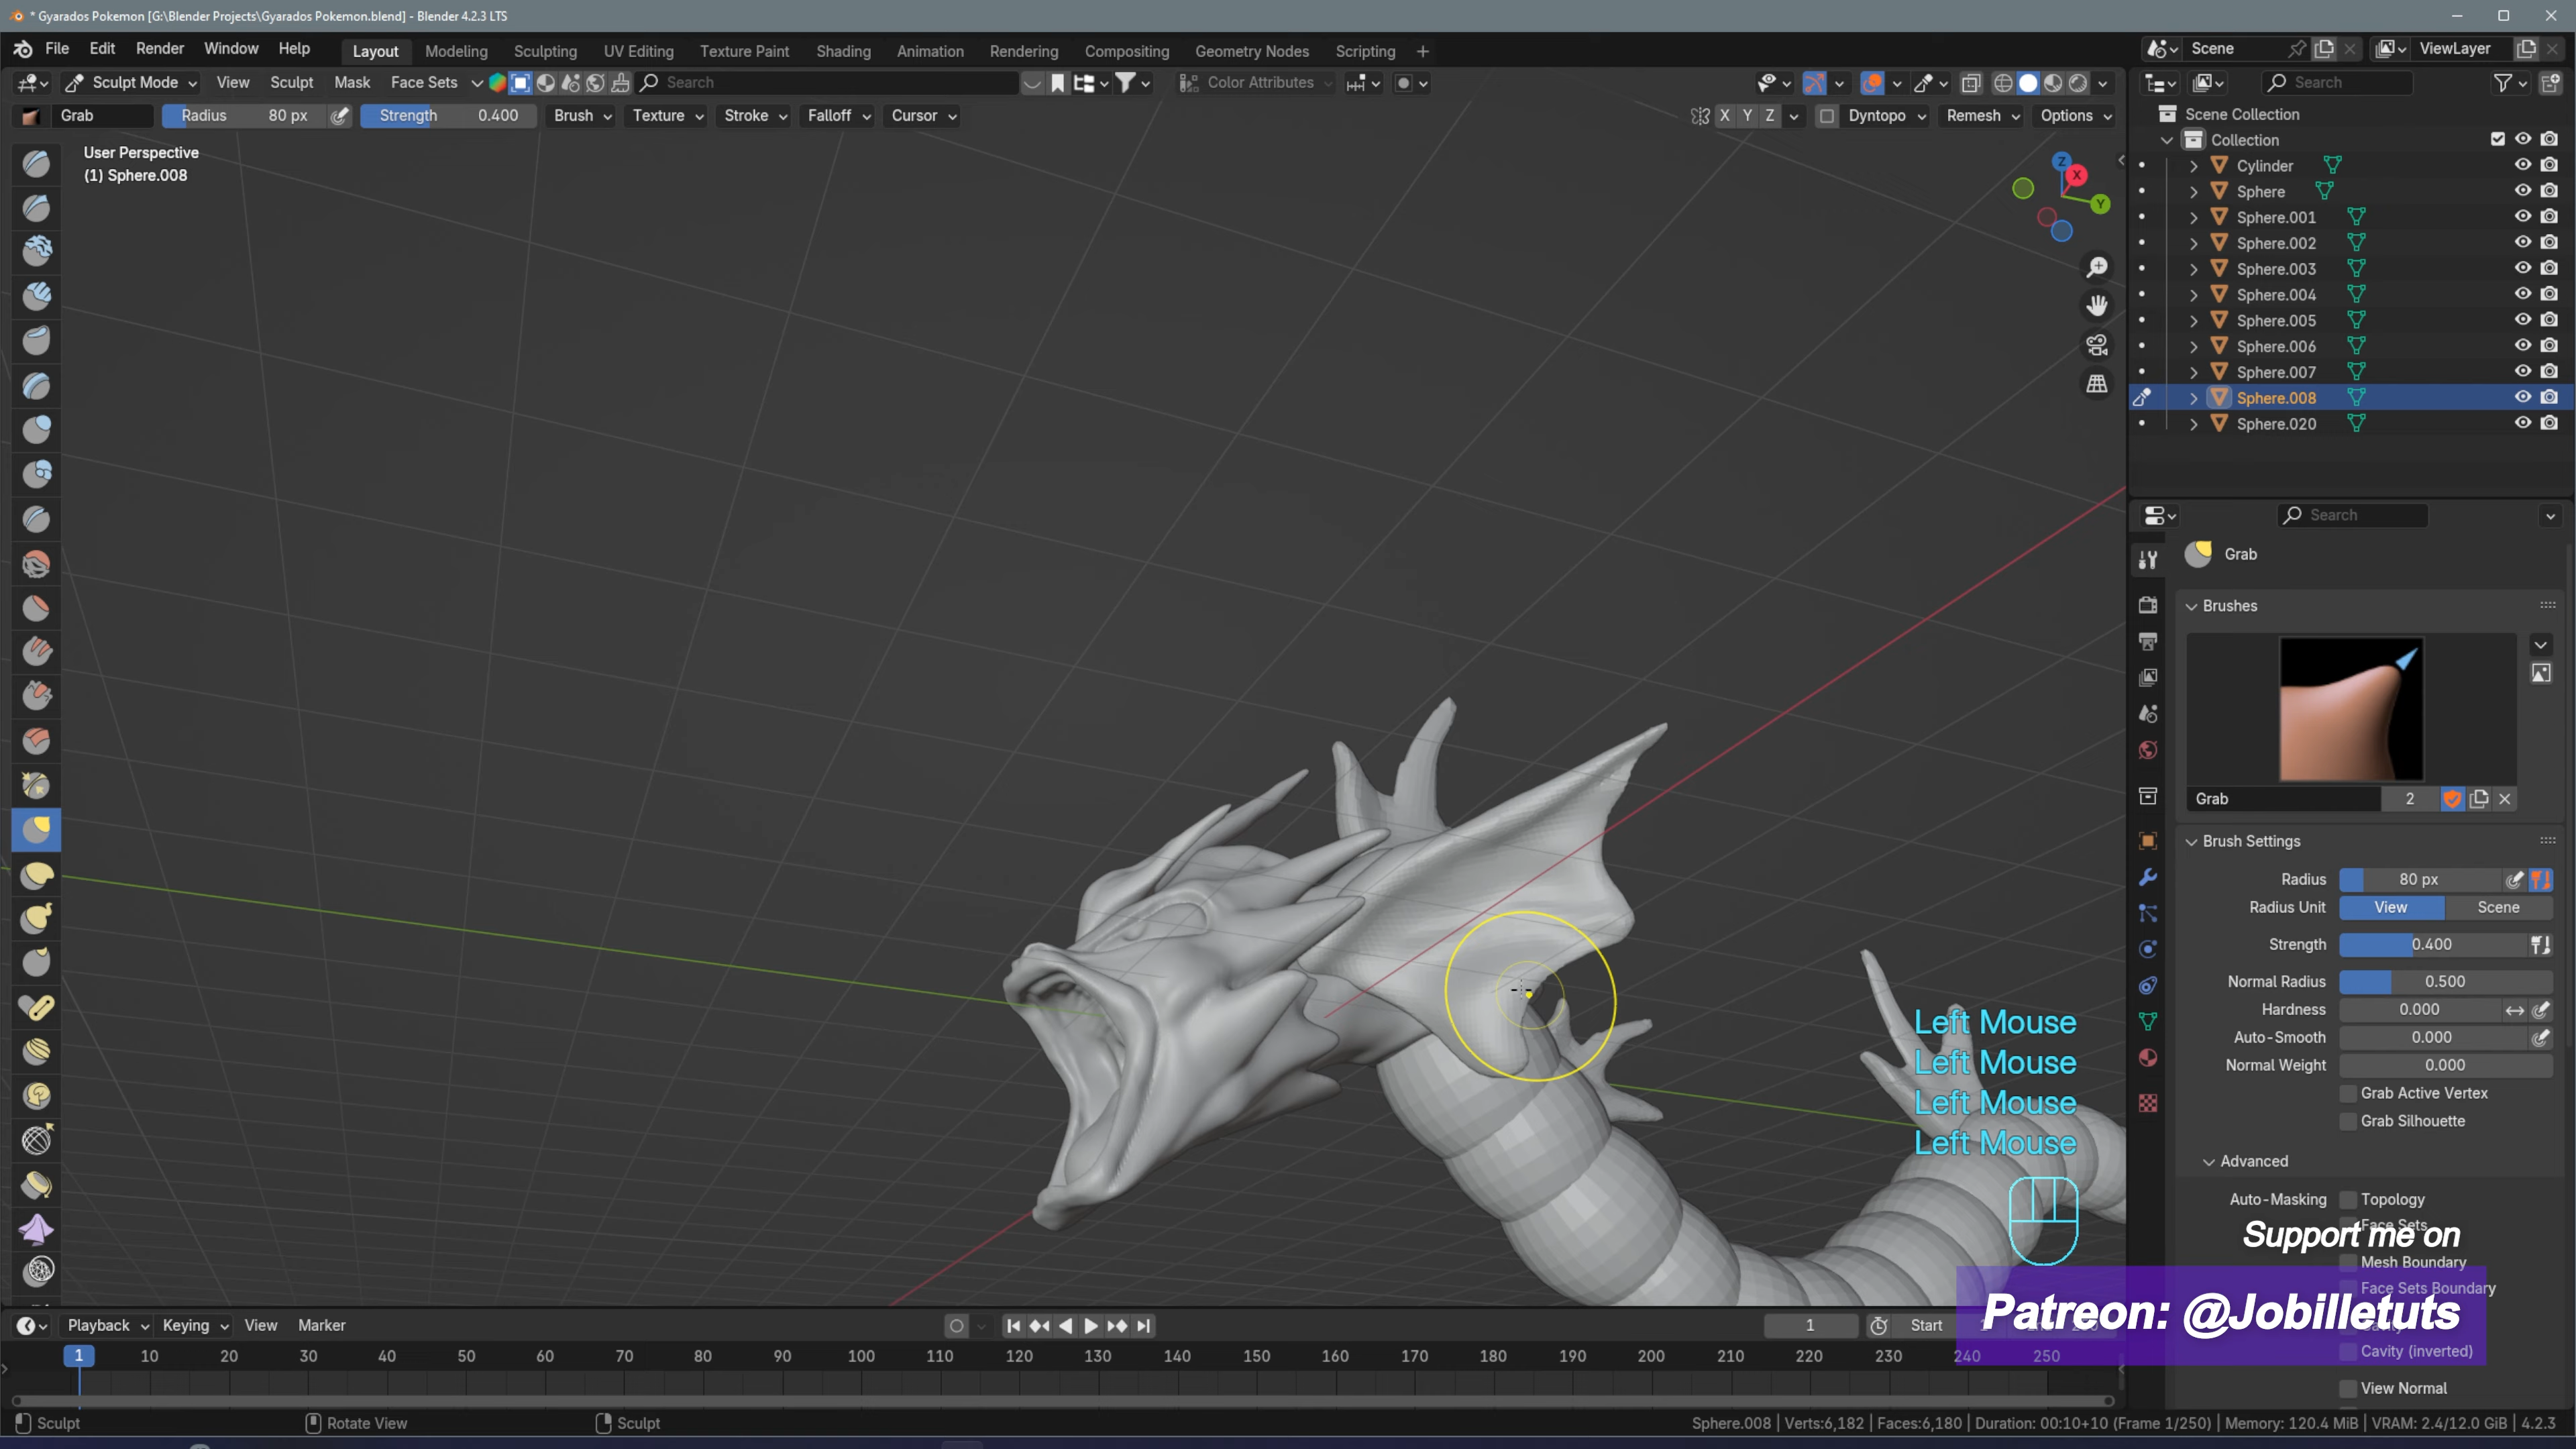 * Gyarados Pokemon [G:\Blender Projects\Gyarados Pokemon.blend] - Blender 4.2.3 LTS
File Edit Render Window Help Layout Modeling Sculpting UV Editing Texture Paint Shading Animation Rendering Compositing Geometry Nodes Scripting + Scene ViewLayer
Sculpt Mode View Sculpt Mask Face Sets Search Color Attributes Search
Grab Radius 80 px Strength 0.400 Brush Texture Stroke Falloff Cursor X Y Z Dyntopo Remesh Options
User Perspective
(1) Sphere.008
Z
X
Y
Scene Collection
Collection
Cylinder
Sphere
Sphere.001
Sphere.002
Sphere.003
Sphere.004
Sphere.005
Sphere.006
Sphere.007
Sphere.008
Sphere.020
Search
Grab
Brushes
Grab 2
Brush Settings
Radius 80 px
Radius Unit View Scene
Strength 0.400
Normal Radius 0.500
Hardness 0.000
Auto-Smooth 0.000
Normal Weight 0.000
Grab Active Vertex
Grab Silhouette
Advanced
Auto-Masking Topology
Face Sets
Mesh Boundary
Face Sets Boundary
Cavity (inverted)
View Normal
Left Mouse
Left Mouse
Left Mouse
Left Mouse
Support me on
Patreon: @Jobilletuts
Playback Keying View Marker 1 Start
1 10 20 30 40 50 60 70 80 90 100 110 120 130 140 150 160 170 180 190 200 210 220 230 240 250
Sculpt Rotate View Sculpt Sphere.008 | Verts:6,182 | Faces:6,180 | Duration: 00:10+10 (Frame 1/250) | Memory: 120.4 MiB | VRAM: 2.4/12.0 GiB | 4.2.3